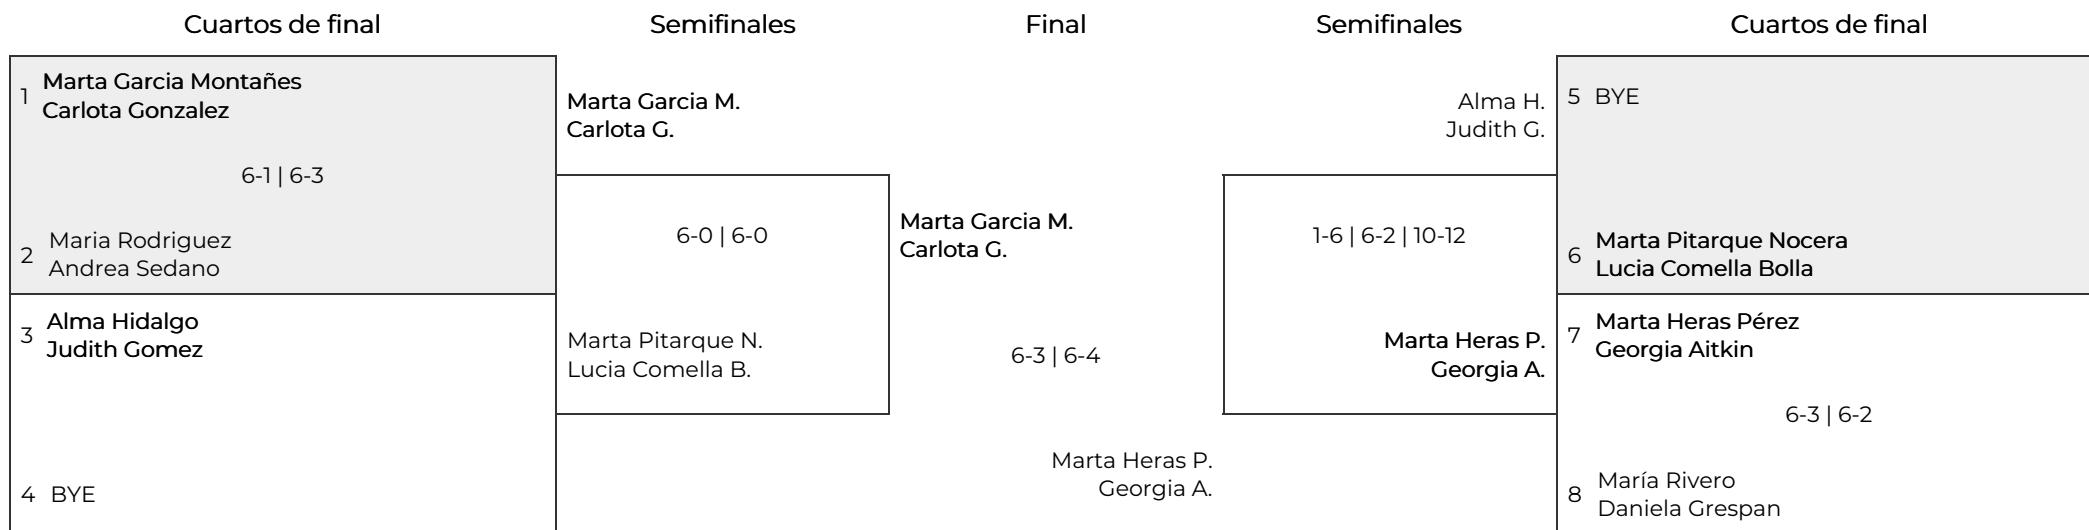 Cuartos de final
Semifinales
Final
Semifinales
Cuartos de final
1
Marta Garcia Montañes
Carlota Gonzalez
6-1 | 6-3
2
Maria Rodriguez
Andrea Sedano
3
Alma Hidalgo
Judith Gomez
4 BYE
Marta Garcia M.
Carlota G.
6-0 | 6-0
Marta Pitarque N.
Lucia Comella B.
Marta Garcia M.
Carlota G.
6-3 | 6-4
Marta Heras P.
Georgia A.
Alma H.
Judith G.
1-6 | 6-2 | 10-12
Marta Heras P.
Georgia A.
5 BYE
6
Marta Pitarque Nocera
Lucia Comella Bolla
7
Marta Heras Pérez
Georgia Aitkin
6-3 | 6-2
8
María Rivero
Daniela Grespan